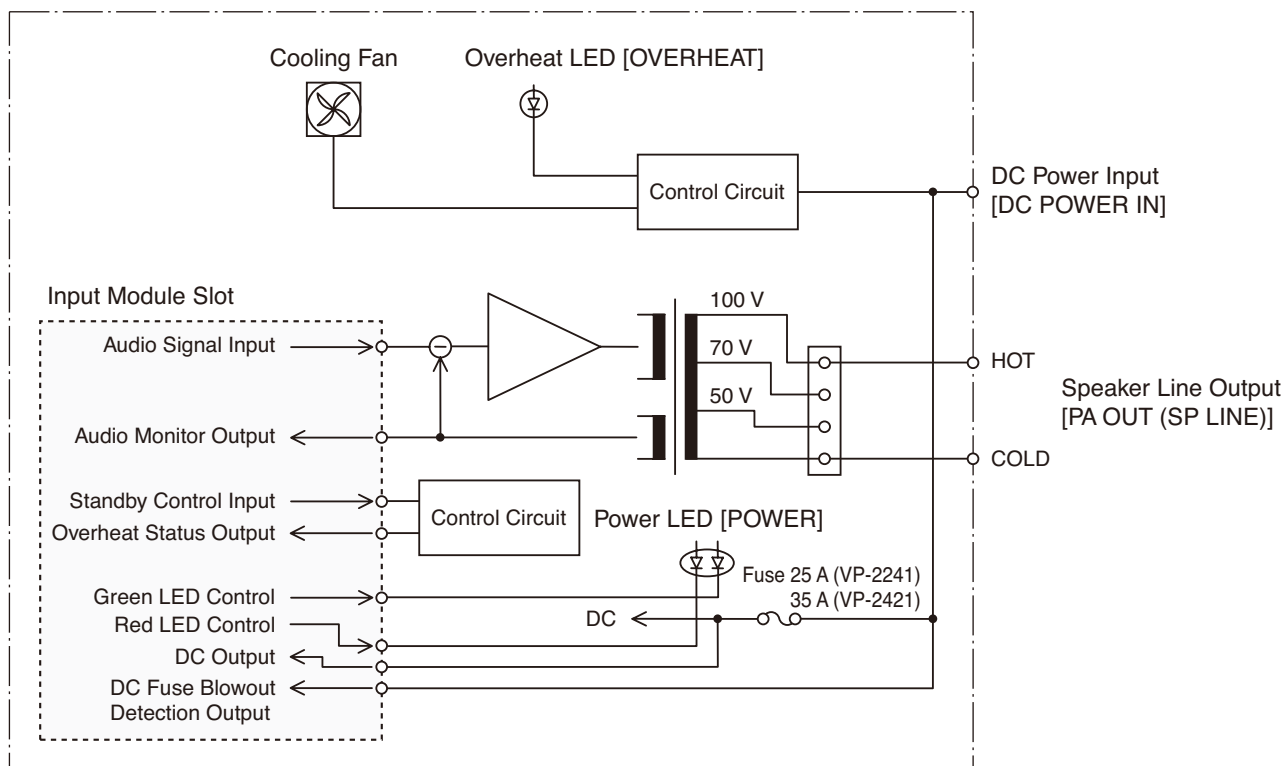 Cooling Fan
Overheat LED [OVERHEAT]
Control Circuit
DC Power Input
[DC POWER IN]
Input Module Slot
100 V
Audio Signal Input
70 V
HOT
50 V
Speaker Line Output
[PA OUT (SP LINE)]
Audio Monitor Output
COLD
Standby Control Input
Overheat Status Output
Control Circuit
Power LED [POWER]
Fuse 25 A (VP-2241)
35 A (VP-2421)
Green LED Control
DC
Red LED Control
DC Output
DC Fuse Blowout
Detection Output